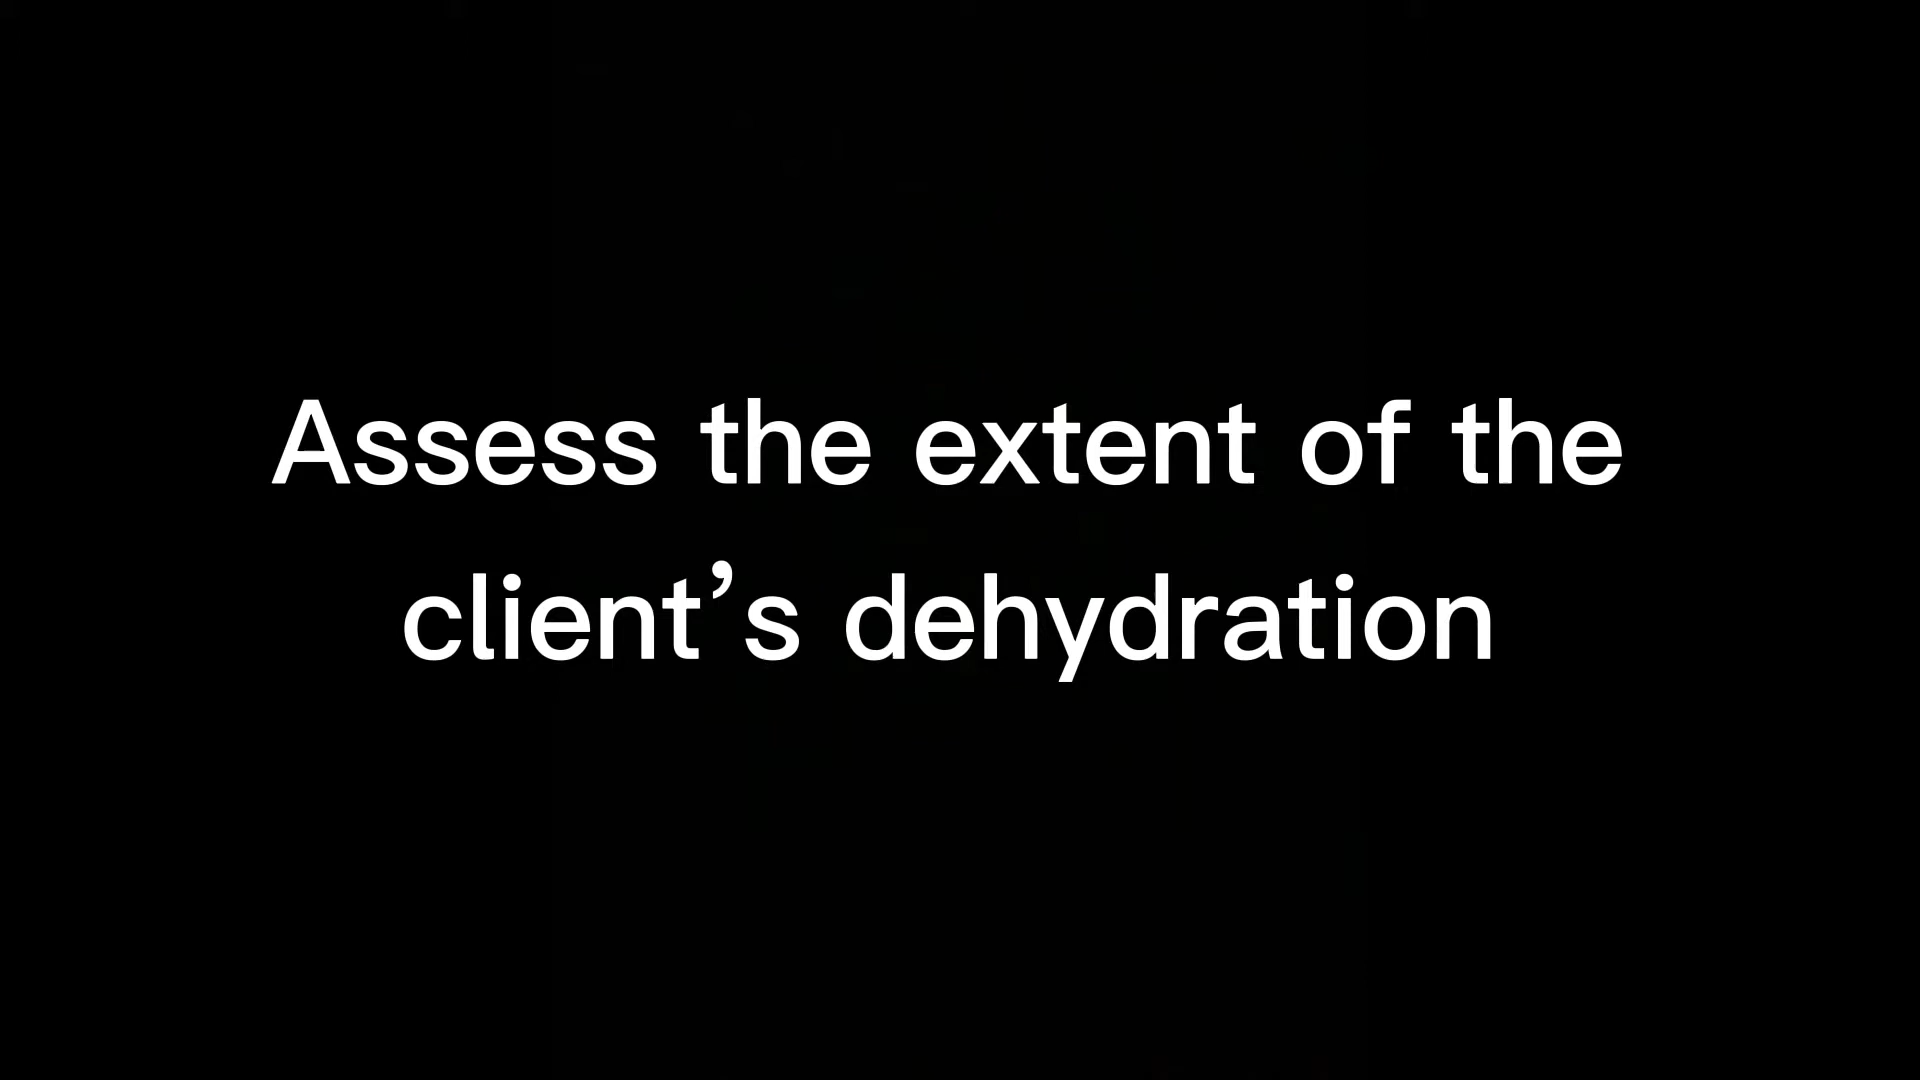 Assess the extent of the
client’s dehydration